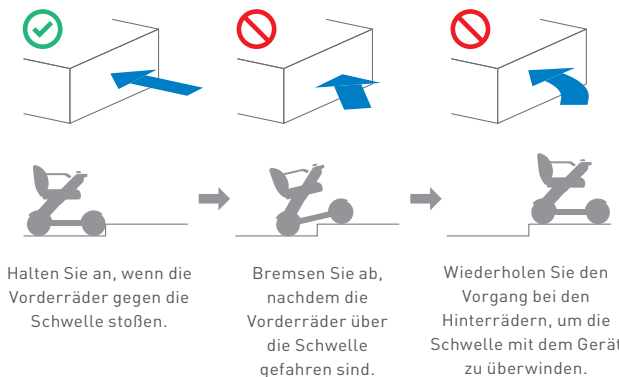 Halten Sie an, wenn die
Vorderräder gegen die
Schwelle stoßen.
Bremsen Sie ab,
nachdem die
Vorderräder über
die Schwelle
gefahren sind.
Wiederholen Sie den
Vorgang bei den
Hinterrädern, um die
Schwelle mit dem Gerät
zu überwinden.